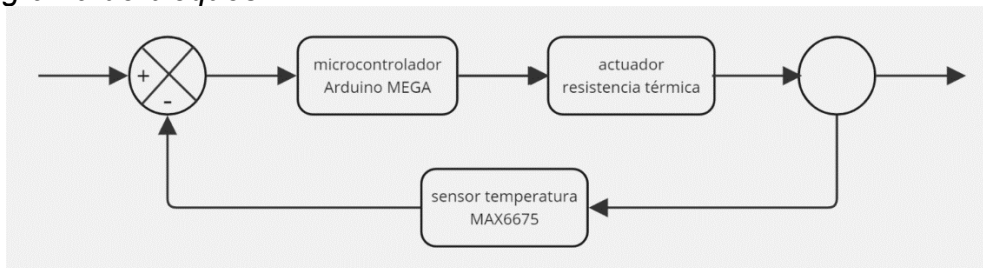 +
-
microcontrolador
Arduino MEGA
actuador
resistencia térmica
sensor temperatura
MAX6675